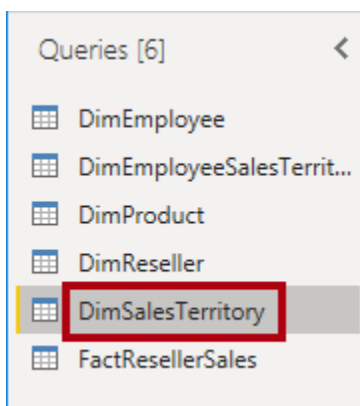 Queries [6]
DimEmployee
DimEmployeeSalesTerrit...
DimProduct
DimReseller
DimSalesTerritory
FactResellerSales